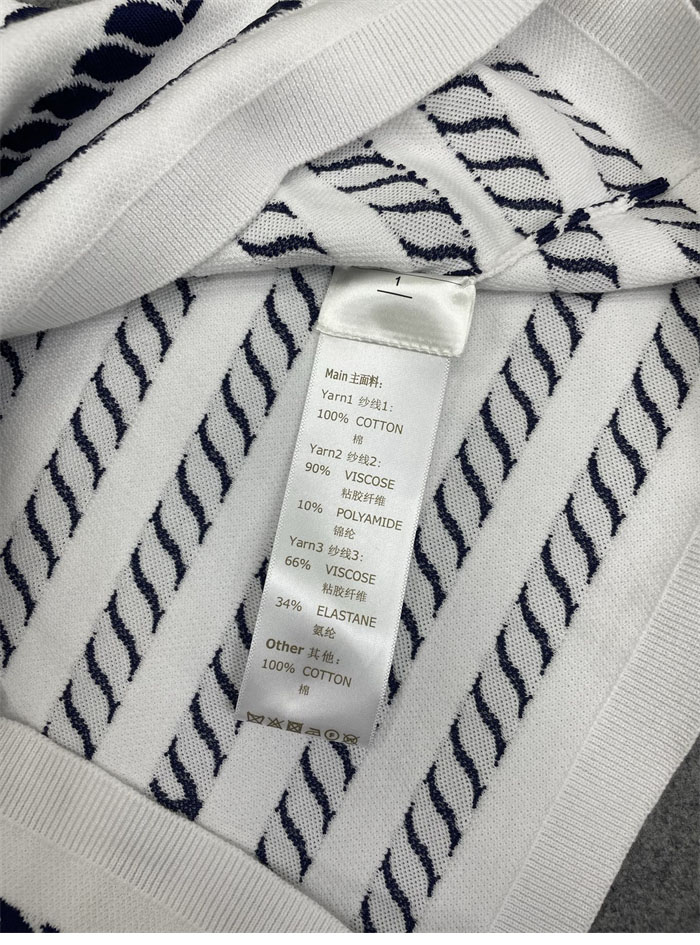 1
Main 主面料:
Yarn1 纱线1:
100% COTTON
棉
Yarn2 纱线2:
90% VISCOSE
粘胶纤维
10% POLYAMIDE
锦纶
Yarn3 纱线3:
66% VISCOSE
粘胶纤维
34% ELASTANE
氨纶
Other 其他:
100% COTTON
棉